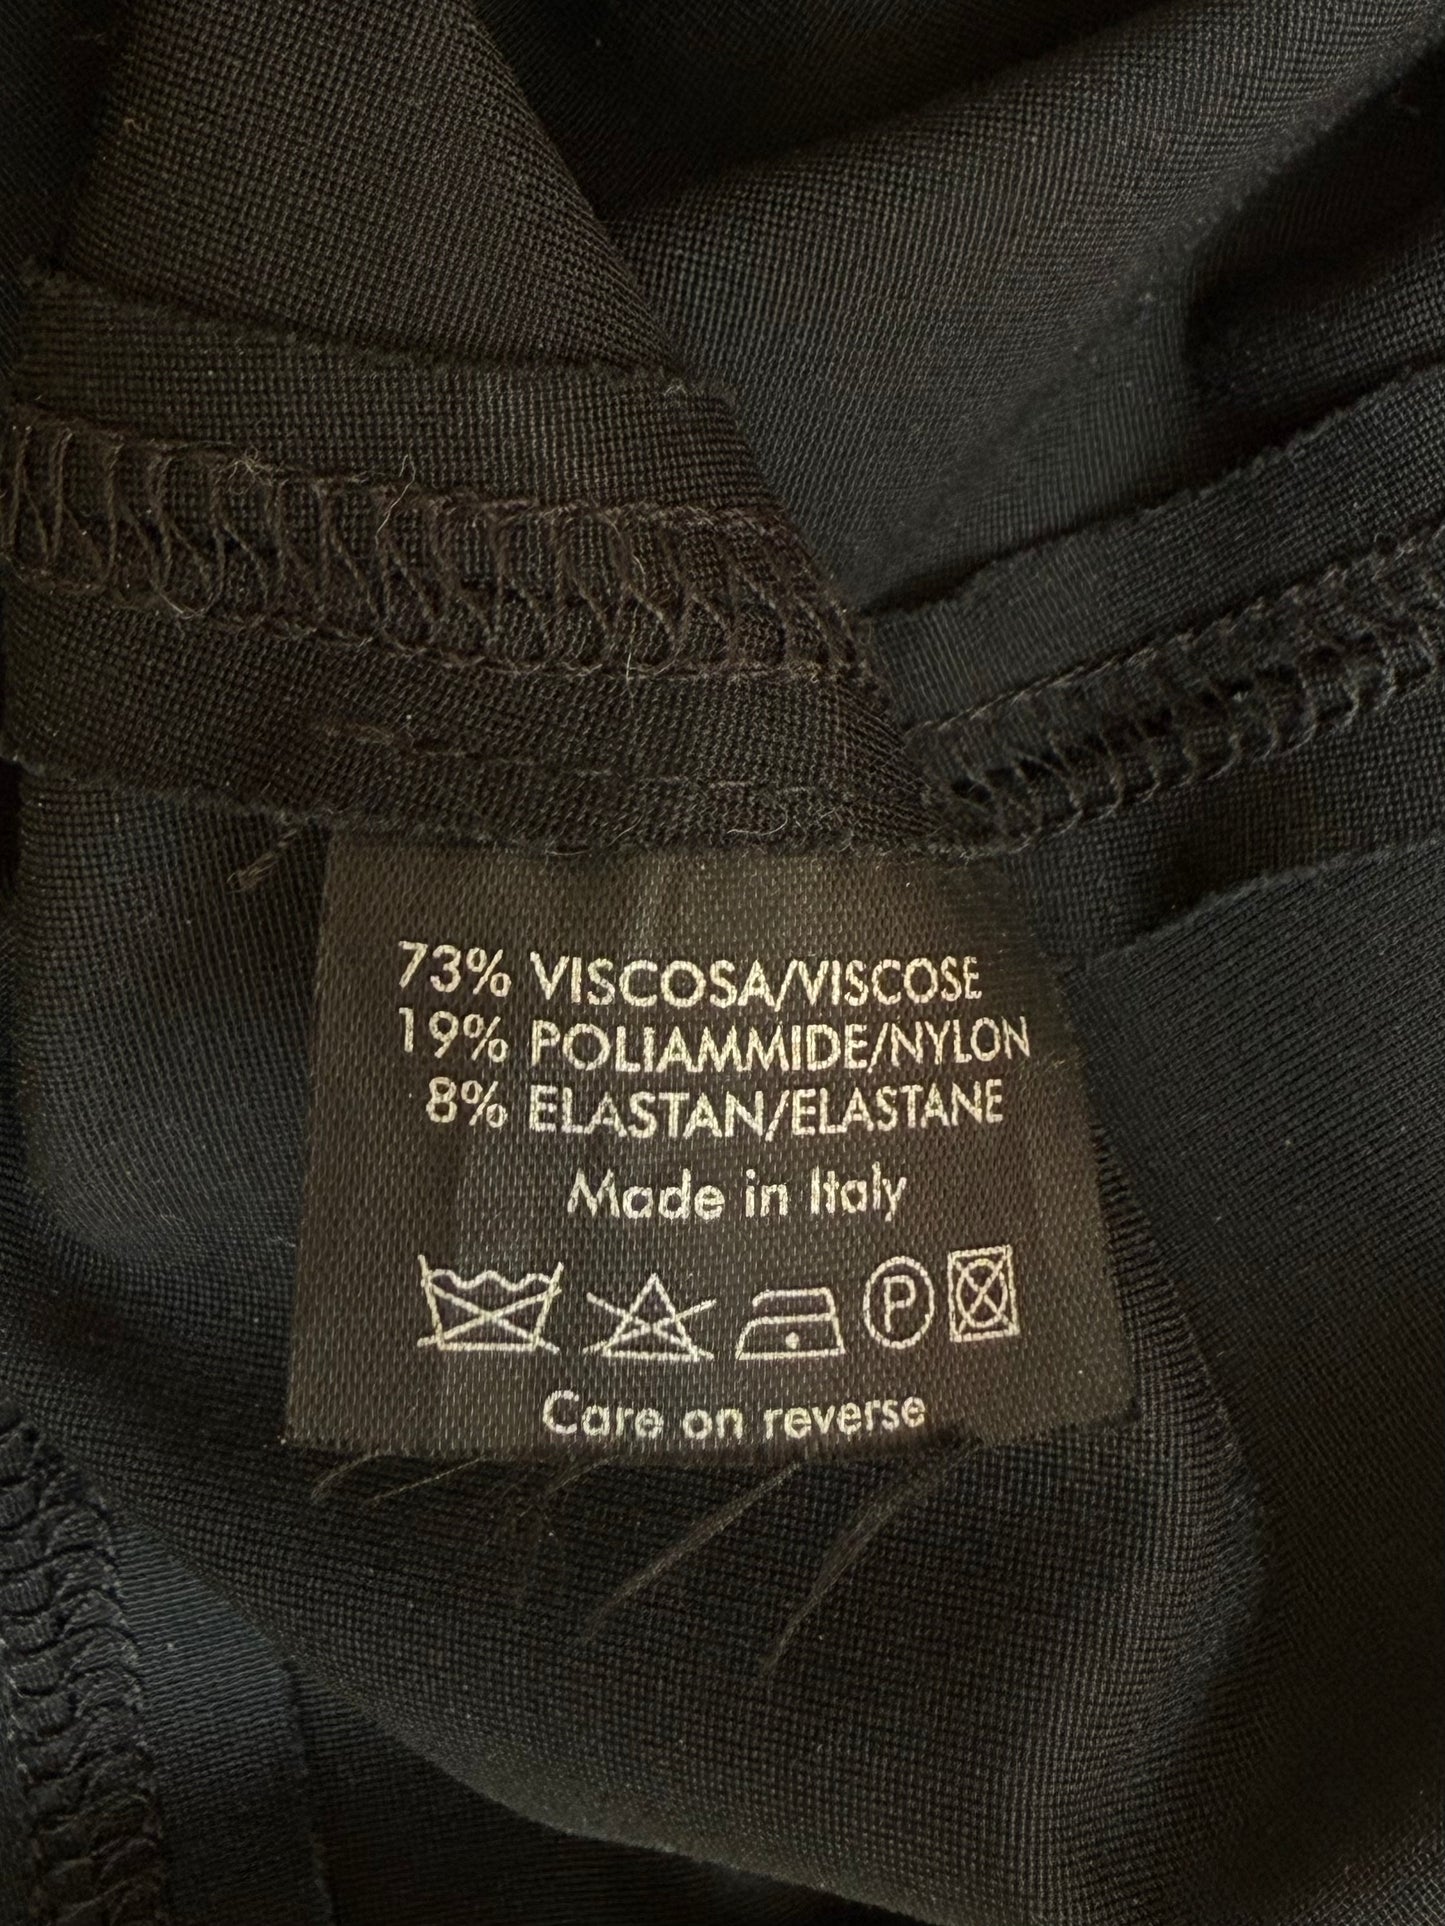 73% VISCOSA/VISCOSE
19% POLIAMMIDE/NYLON
8% ELASTAN/ELASTANE
Made in Italy
P
Care on reverse